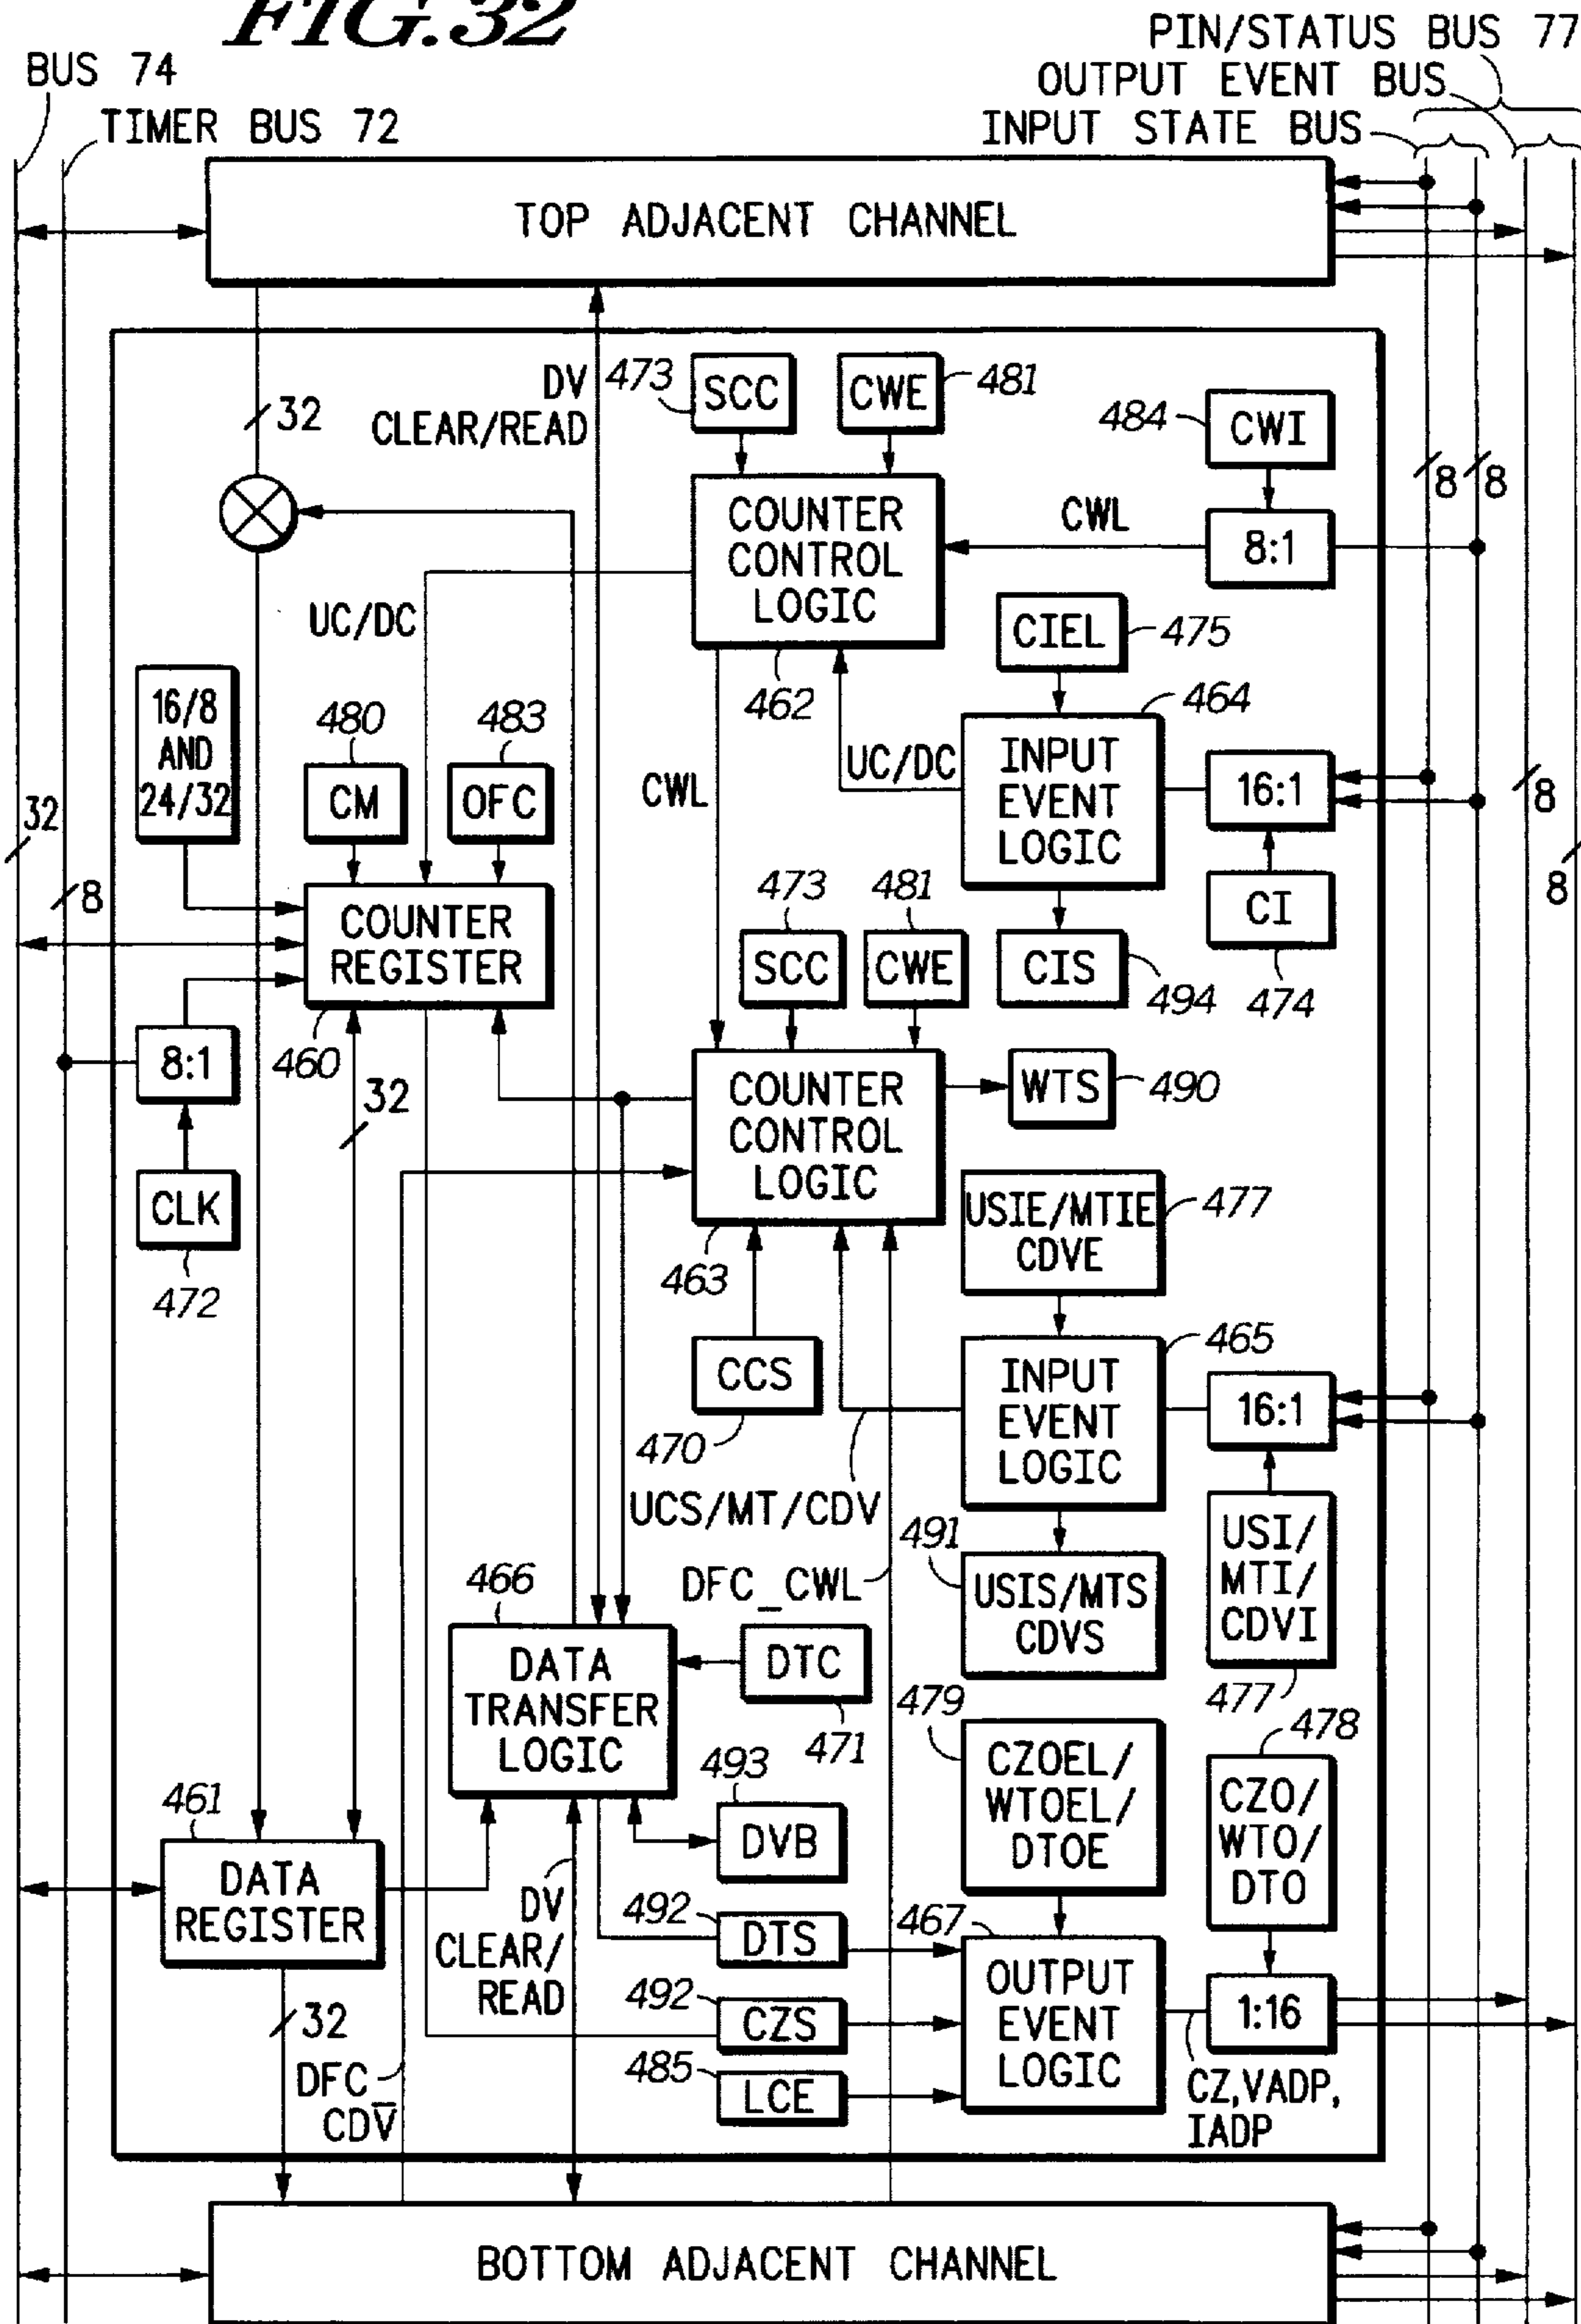 FIG.32
PIN/STATUS BUS 77
BUS 74
OUTPUT EVENT BUS
TIMER BUS 72
INPUT STATE BUS
TOP ADJACENT CHANNEL
32
DV
CLEAR/READ
473
SCC
CWE
481
484
CWI
8
8
COUNTER
CONTROL
LOGIC
CWL
8:1
UC/DC
462
CIEL
475
464
16/8
AND
24/32
480
483
CM
OFC
CWL
UC/DC
INPUT
EVENT
LOGIC
16:1
32
8
8
8
COUNTER
REGISTER
473
481
SCC
CWE
CIS
494
CI
474
8:1
460
32
COUNTER
CONTROL
LOGIC
WTS
490
CLK
472
463
USIE/MTIE
CDVE
477
CCS
470
465
INPUT
EVENT
LOGIC
16:1
UCS/MT/CDV
491
USIS/MTS
CDVS
USI/
MTI/
CDVI
477
466
DFC_CWL
DATA
TRANSFER
LOGIC
DTC
471
479
CZOEL/
WTOEL/
DTOE
478
CZO/
WTO/
DTO
461
493
DVB
DATA
REGISTER
DV
CLEAR/
READ
492
DTS
467
OUTPUT
EVENT
LOGIC
1:16
492
CZS
32
485
LCE
CZ,VADP,
IADP
DFC
CDV̅
BOTTOM ADJACENT CHANNEL